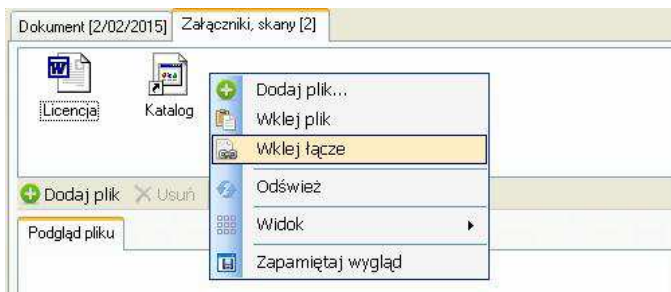 Dokument [2/02/2015] Załączniki, skany [2]
Licencja Katalog
Dodaj plik...
Wklej plik
Wklej łącze
Odśwież
Widok
Zapamiętaj wygląd
Dodaj plik Usuń
Podgląd pliku